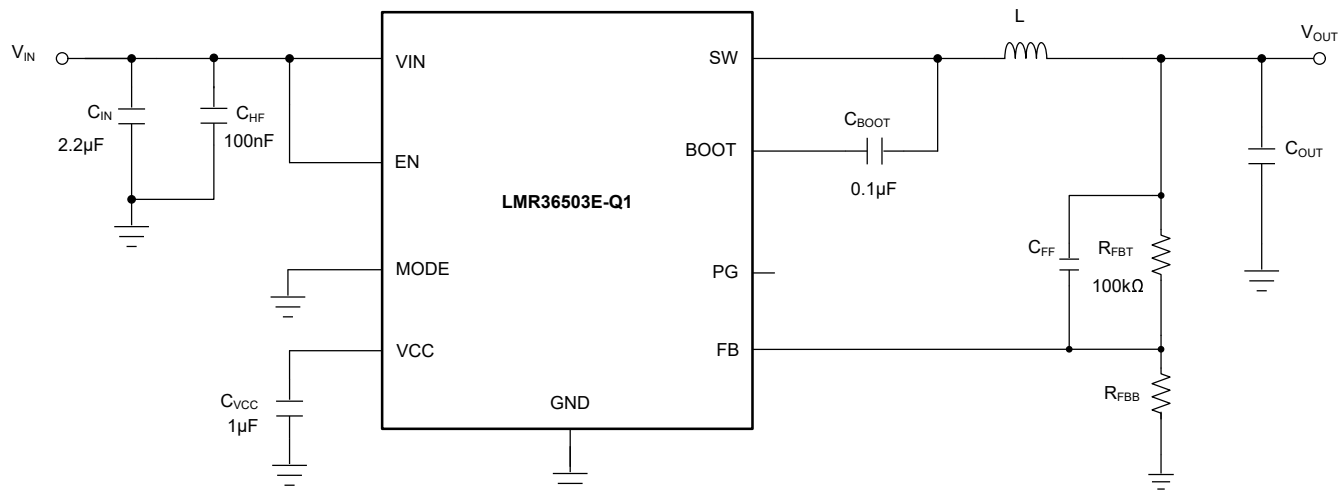 L
V_OUT
V_IN
VIN
SW
C_IN
2.2µF
C_HF
100nF
C_BOOT
0.1µF
BOOT
C_OUT
EN
LMR36503E-Q1
MODE
PG
C_FF
R_FBT
100kΩ
VCC
FB
C_VCC
1µF
GND
R_FBB